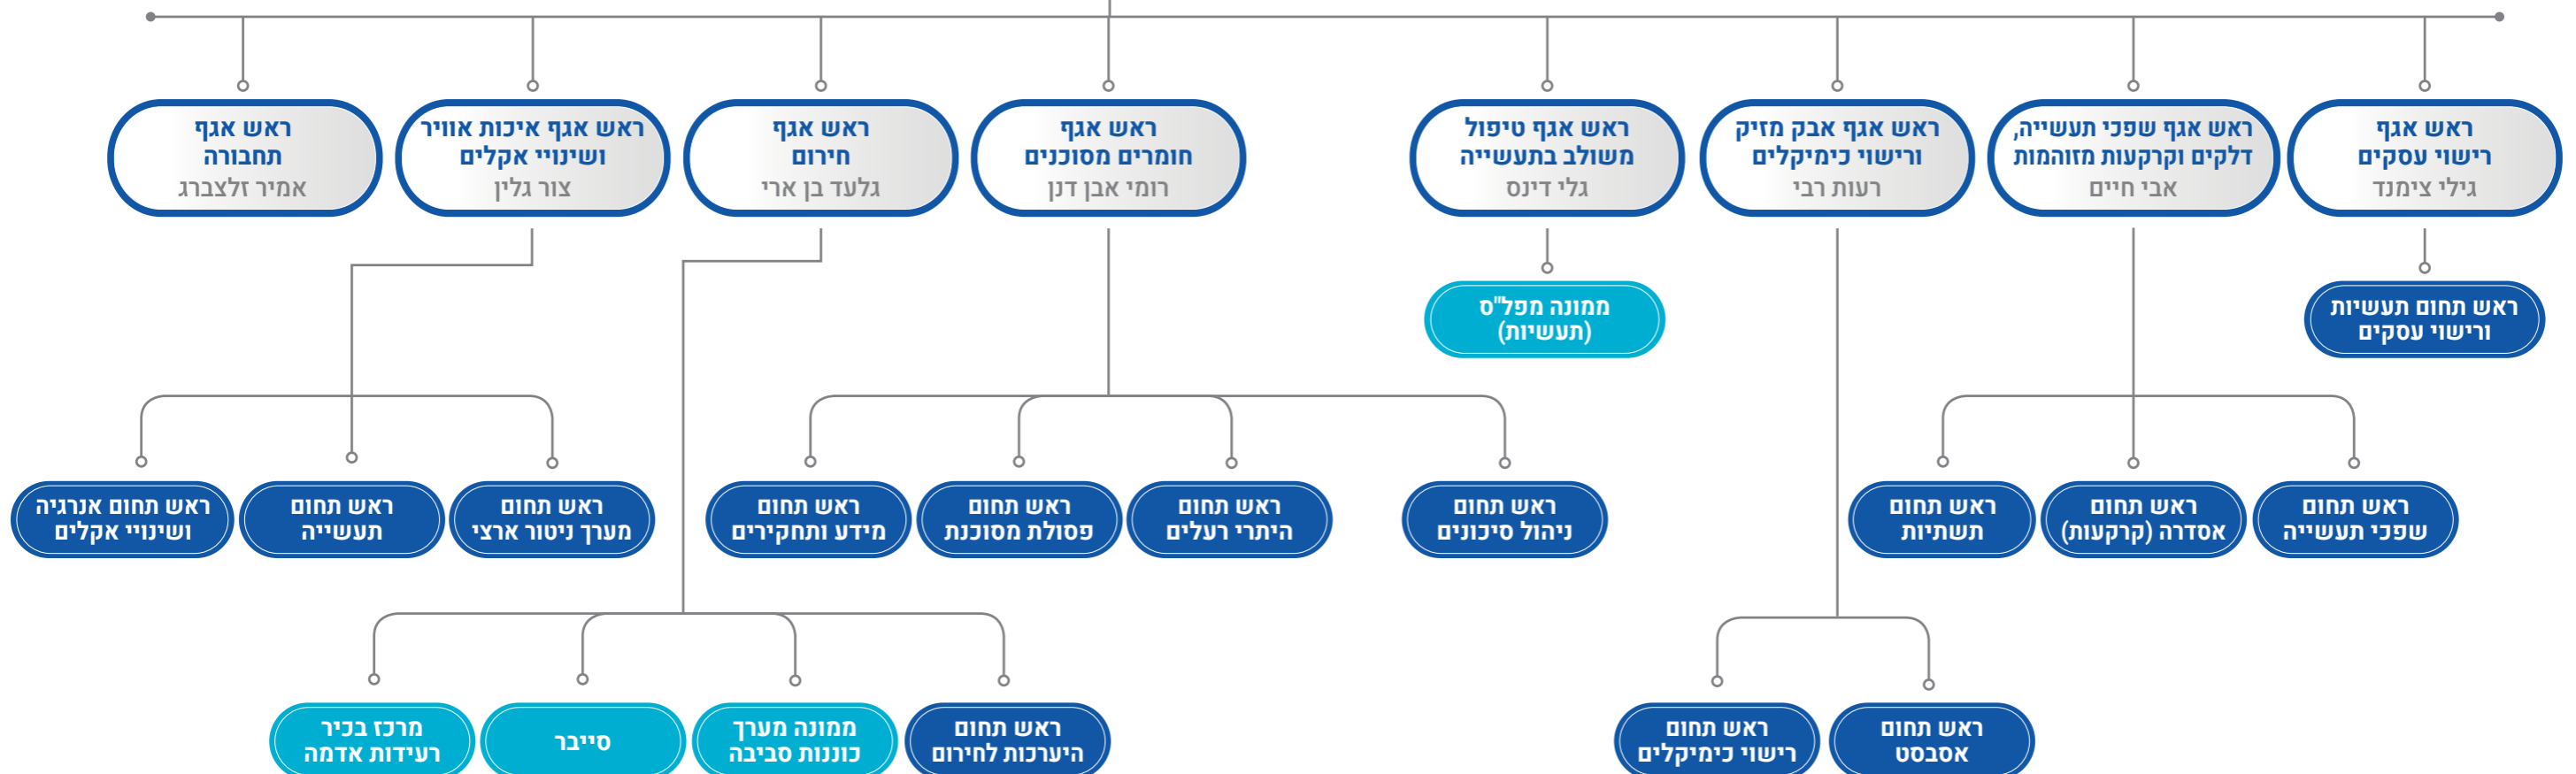 ראש אגף
רישוי עסקים
גילי צימנד
ראש אגף שפכי תעשייה,
דלקים וקרקעות מזוהמות
אבי חיים
ראש אגף אבק מזיק
ורישוי כימיקלים
רעות רבי
ראש אגף טיפול
משולב בתעשייה
גלי דינס
ראש אגף
חומרים מסוכנים
רומי אבן דנן
ראש אגף
חירום
גלעד בן ארי
ראש אגף איכות אוויר
ושינויי אקלים
צור גלין
ראש אגף
תחבורה
אמיר זלצברג
ראש תחום תעשיות
ורישוי עסקים
ממונה מפל"ס
(תעשיות)
ראש תחום
שפכי תעשייה
ראש תחום
אסדרה (קרקעות)
ראש תחום
תשתיות
ראש תחום
ניהול סיכונים
ראש תחום
היתרי רעלים
ראש תחום
פסולת מסוכנת
ראש תחום
מידע ותחקירים
ראש תחום
מערך ניטור ארצי
ראש תחום
תעשייה
ראש תחום אנרגיה
ושינויי אקלים
ראש תחום
אסבסט
ראש תחום
רישוי כימיקלים
ראש תחום
היערכות לחירום
ממונה מערך
כוננות סביבה
סייבר
מרכז בכיר
רעידות אדמה